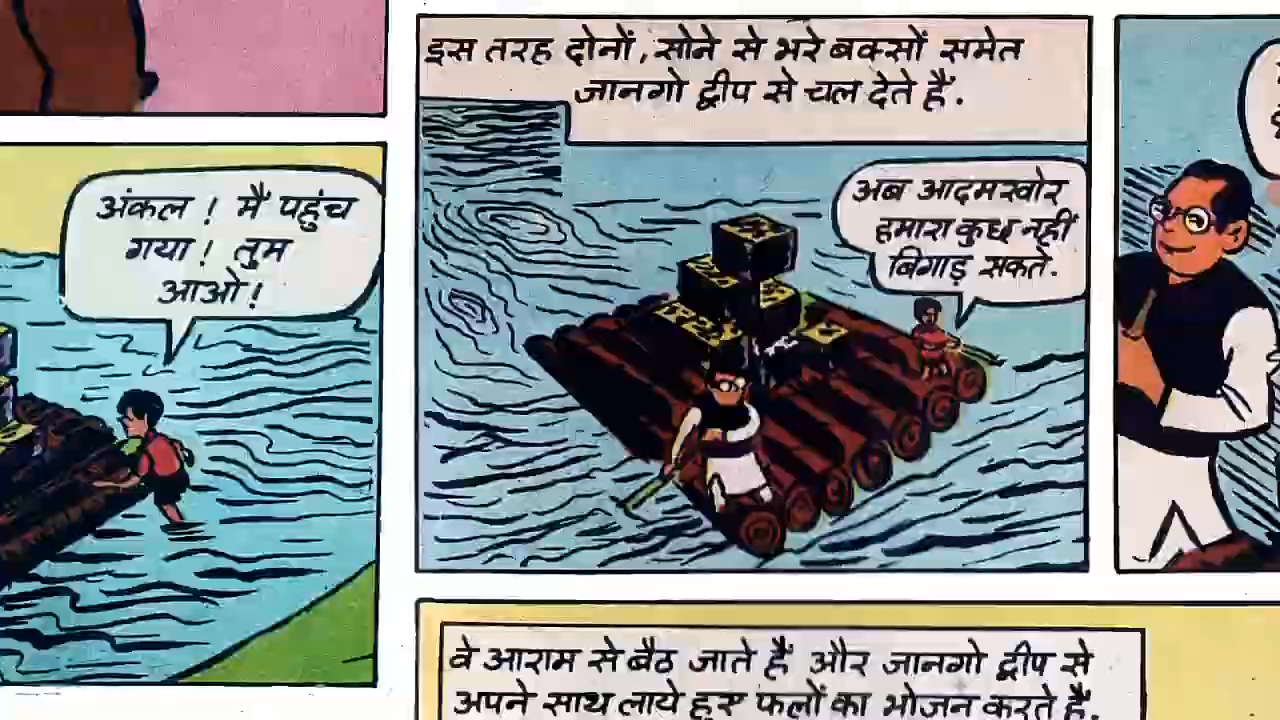 अंकल ! मैं पहुंच
गया ! तुम
आओ !
इस तरह दोनों, सोने से भरे बक्सों समेत
जानगो द्वीप से चल देते हैं.
अब आदमखोर
हमारा कुछ नहीं
बिगाड़ सकते.
वे आराम से बैठ जाते हैं और जानगो द्वीप से
अपने साथ लाये हुए फलों का भोजन करते हैं.